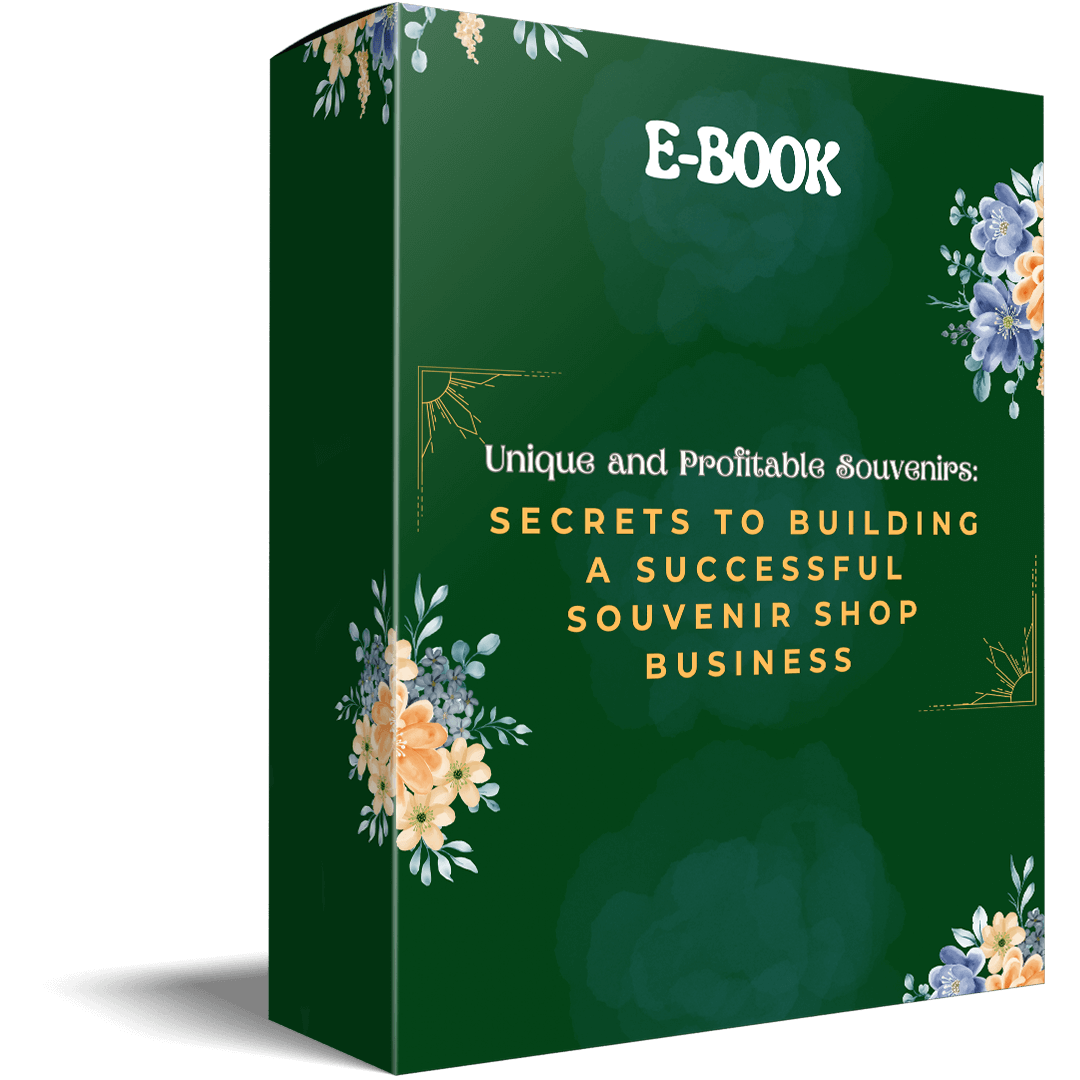 E-BOOK
Unique and Profitable Souvenirs:
SECRETS TO BUILDING
A SUCCESSFUL
SOUVENIR SHOP
BUSINESS